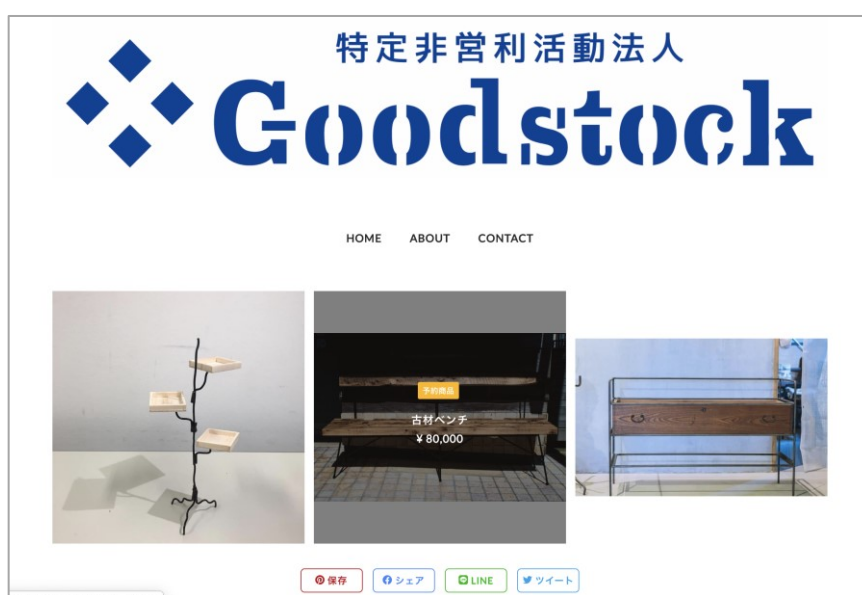 特定非営利活動法人
Goodstock
HOME ABOUT CONTACT
予約商品
古材ベンチ
¥ 80,000
保存 シェア LINE ツイート